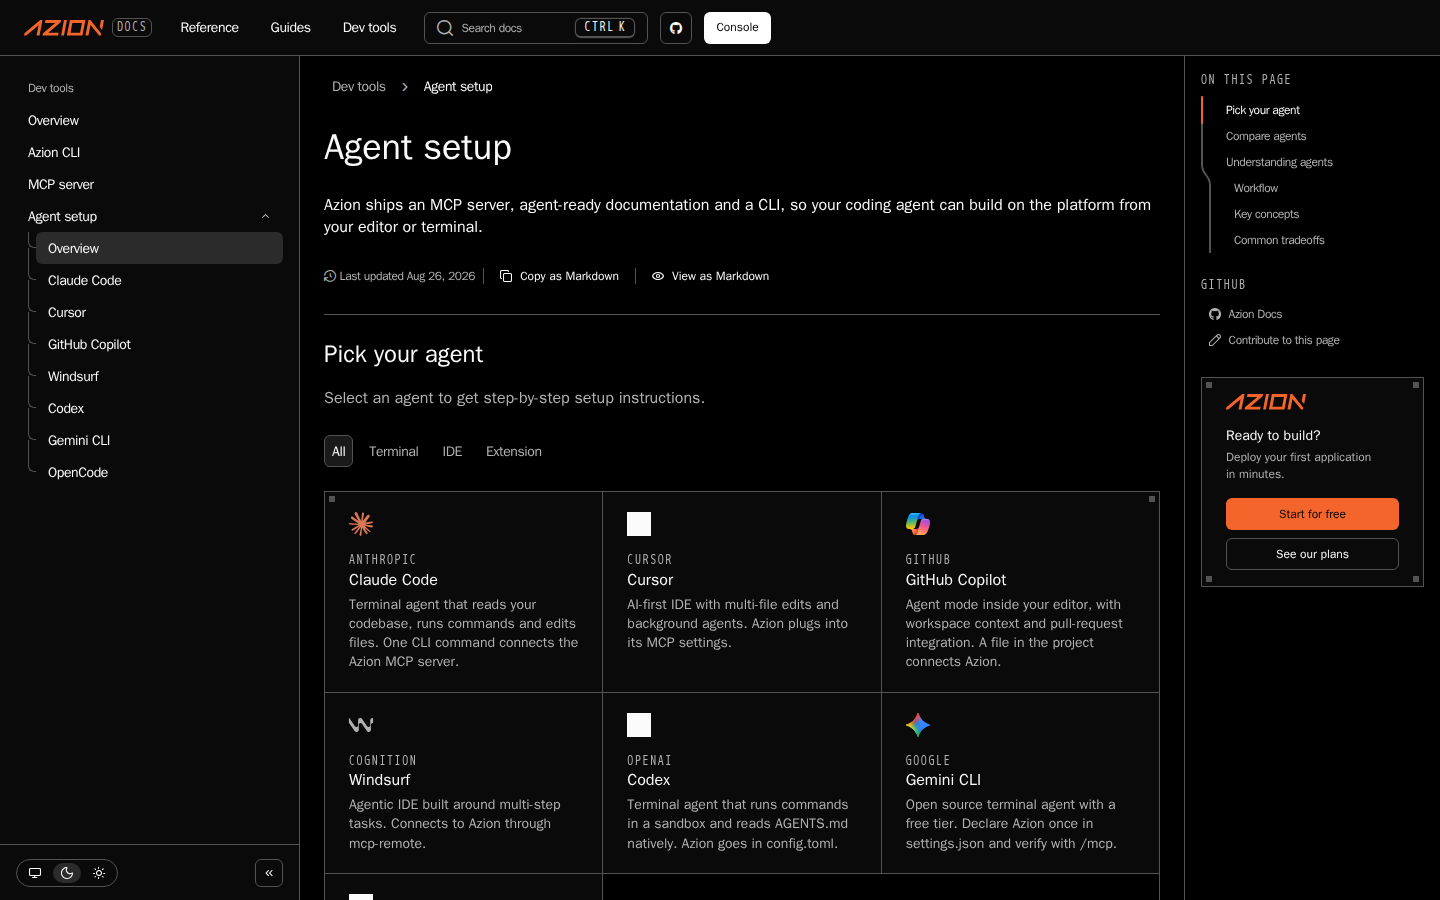 AZION DOCS
Reference
Guides
Dev tools
Search docs
CTRL K
Console
Dev tools
Overview
Azion CLI
MCP server
Agent setup
Overview
Claude Code
Cursor
GitHub Copilot
Windsurf
Codex
Gemini CLI
OpenCode
Dev tools
Agent setup
Agent setup
Azion ships an MCP server, agent-ready documentation and a CLI, so your coding agent can build on the platform from
your editor or terminal.
Last updated Aug 26, 2026
Copy as Markdown
View as Markdown
Pick your agent
Select an agent to get step-by-step setup instructions.
All
Terminal
IDE
Extension
ANTHROPIC
Claude Code
Terminal agent that reads your
codebase, runs commands and edits
files. One CLI command connects the
Azion MCP server.
CURSOR
Cursor
AI-first IDE with multi-file edits and
background agents. Azion plugs into
its MCP settings.
GITHUB
GitHub Copilot
Agent mode inside your editor, with
workspace context and pull-request
integration. A file in the project
connects Azion.
COGNITION
Windsurf
Agentic IDE built around multi-step
tasks. Connects to Azion through
mcp-remote.
OPENAI
Codex
Terminal agent that runs commands
in a sandbox and reads AGENTS.md
natively. Azion goes in config.toml.
GOOGLE
Gemini CLI
Open source terminal agent with a
free tier. Declare Azion once in
settings.json and verify with /mcp.
ON THIS PAGE
Pick your agent
Compare agents
Understanding agents
Workflow
Key concepts
Common tradeoffs
GITHUB
Azion Docs
Contribute to this page
AZION
Ready to build?
Deploy your first application
in minutes.
Start for free
See our plans